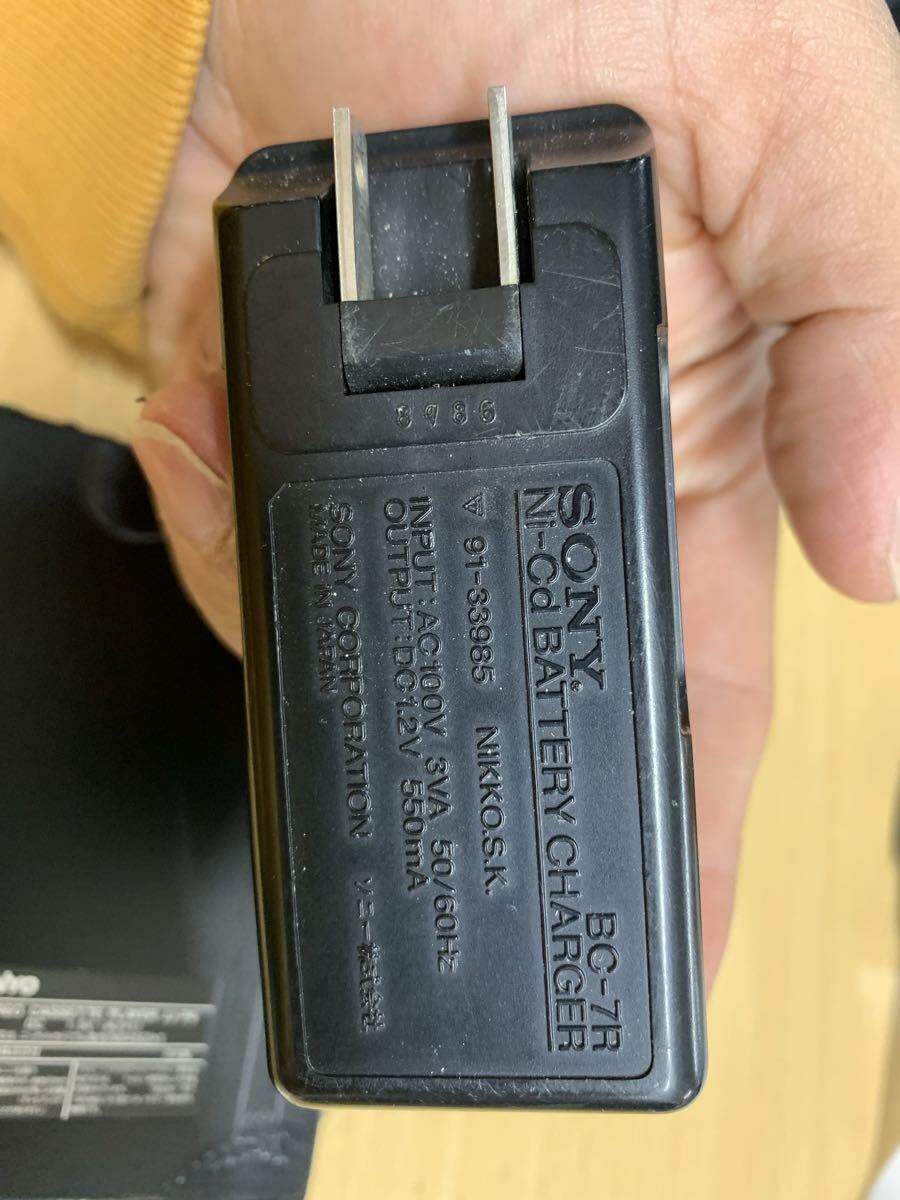 8786
SONY® BC-7R
Ni-Cd BATTERY CHARGER
91-33985 NIKKO.S.K.
INPUT:AC100V 3VA 50/60Hz
OUTPUT:DC1.2V 550mA
SONY CORPORATION ソニー株式会社
MADE IN JAPAN